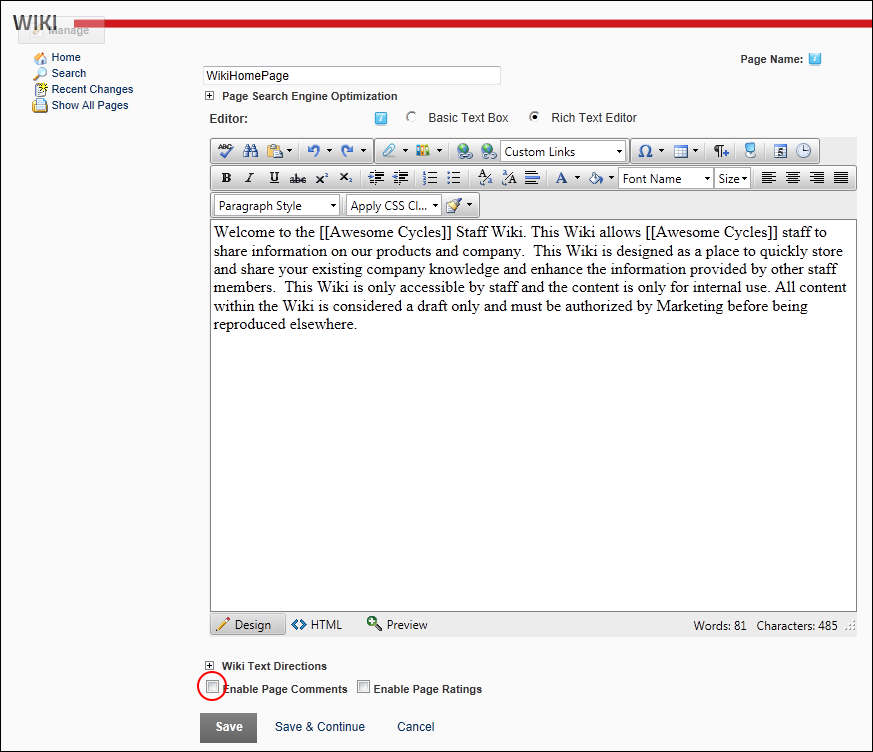 WIKI
Manage
Home
Search
Recent Changes
Show All Pages
Page Name:
WikiHomePage
Page Search Engine Optimization
Editor: Basic Text Box Rich Text Editor
ABC Custom Links Ω 5
B I U abc x² x₂ A Font Name Size
Paragraph Style Apply CSS Cl...
Welcome to the [[Awesome Cycles]] Staff Wiki. This Wiki allows [[Awesome Cycles]] staff to
share information on our products and company.  This Wiki is designed as a place to quickly store
and share your existing company knowledge and enhance the information provided by other staff
members.  This Wiki is only accessible by staff and the content is only for internal use. All content
within the Wiki is considered a draft only and must be authorized by Marketing before being
reproduced elsewhere.
Design HTML Preview Words: 81 Characters: 485
Wiki Text Directions
Enable Page Comments Enable Page Ratings
Save Save & Continue Cancel